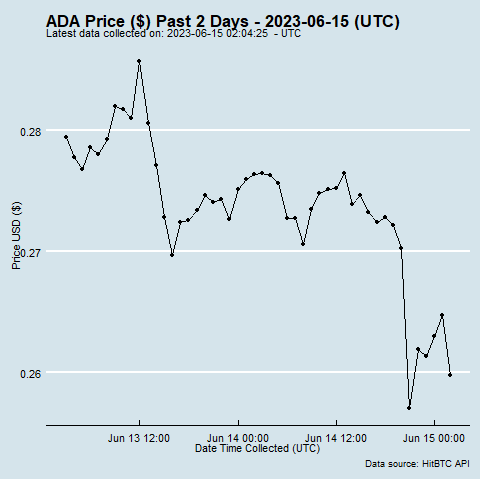 ADA Price ($) Past 2 Days - 2023-06-15 (UTC)
Latest data collected on: 2023-06-15 02:04:25  - UTC
Price USD ($)
0.28
0.27
0.26
Jun 13 12:00
Jun 14 00:00
Jun 14 12:00
Jun 15 00:00
Date Time Collected (UTC)
Data source: HitBTC API